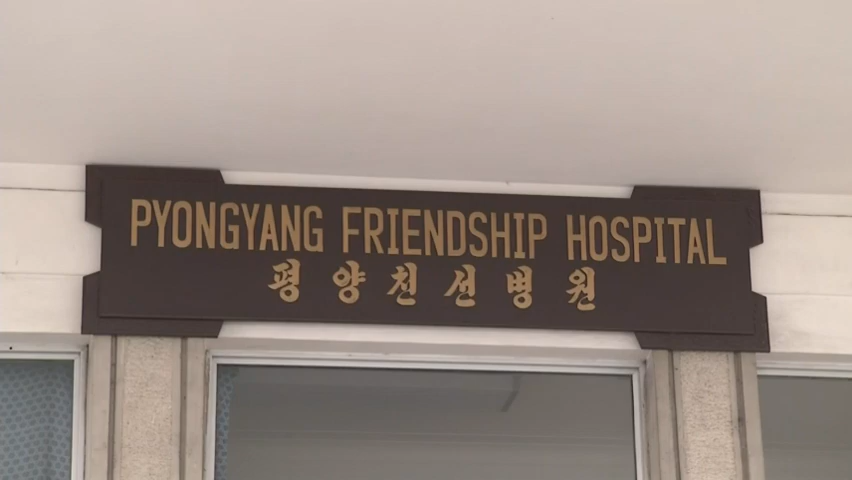 PYONGYANG FRIENDSHIP HOSPITAL
평양친선병원